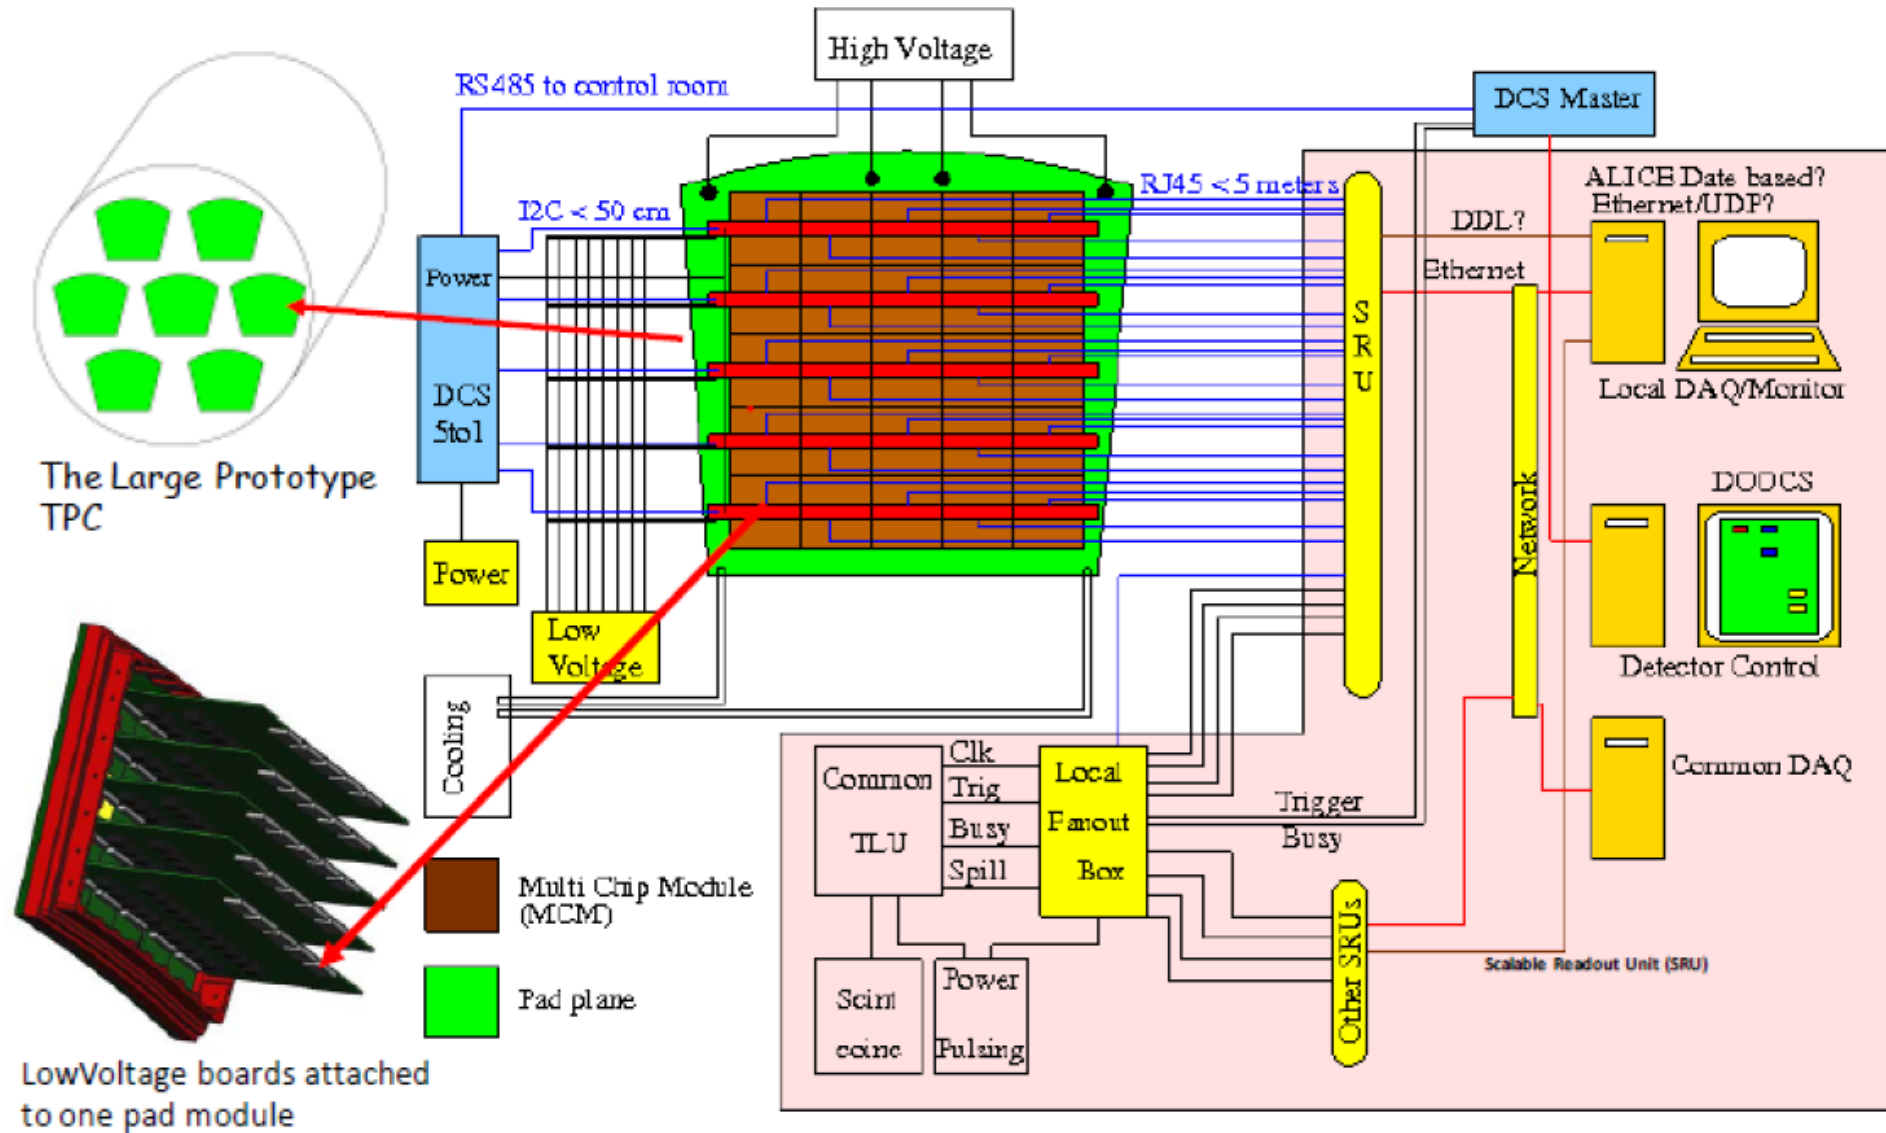 High Voltage
RS485 to control room
DCS Master
RJ45 < 5 meters
ALICE Date based?
Ethernet/UDP?
I2C < 50 cm
DDL?
Power
Ethernet
S
R
U
DCS
5to1
Local DAQ/Monitor
The Large Prototype
TPC
Network
DOOCS
Power
Low
Voltage
Detector Control
Cooling
Common
TLU
Clk
Trig
Busy
Spill
Local
Fanout
Box
Trigger
Busy
Common DAQ
Multi Chip Module
(MCM)
Other SRUs
Scalable Readout Unit (SRU)
Pad plane
Scint
coinc
Power
Pulsing
LowVoltage boards attached
to one pad module